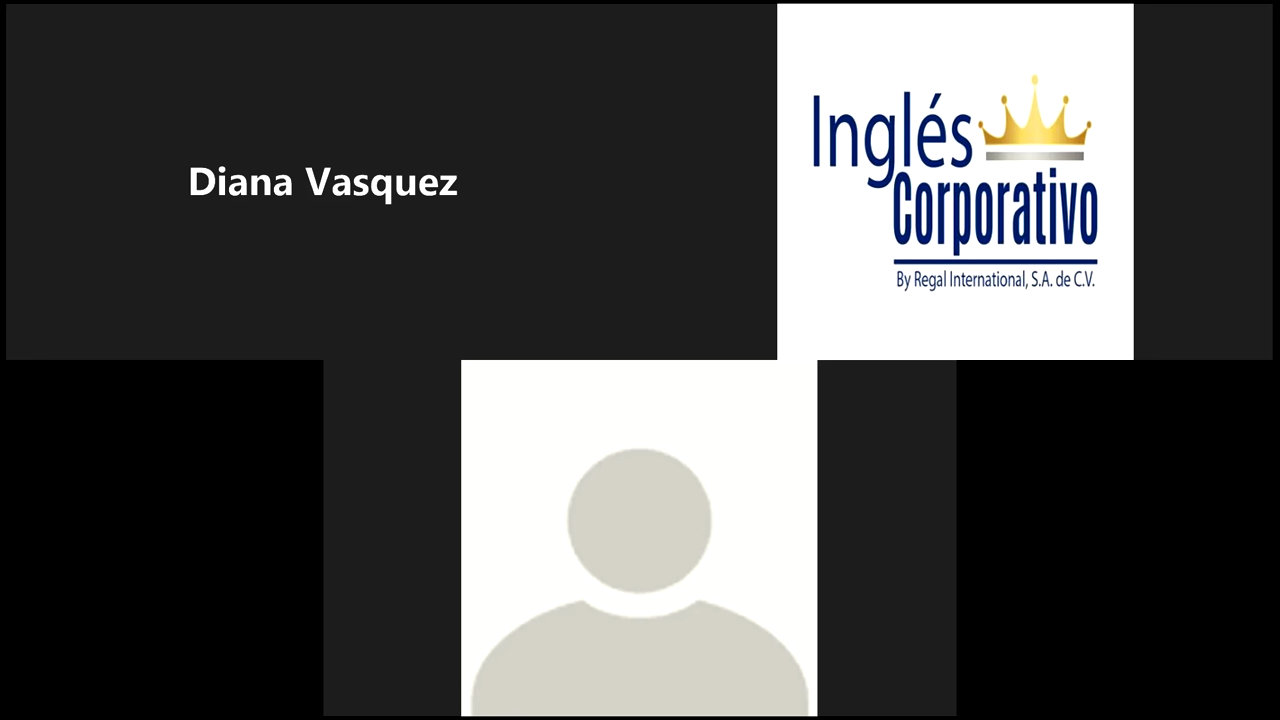 Diana Vasquez
Inglés
Corporativo
By Regal International, S.A. de C.V.